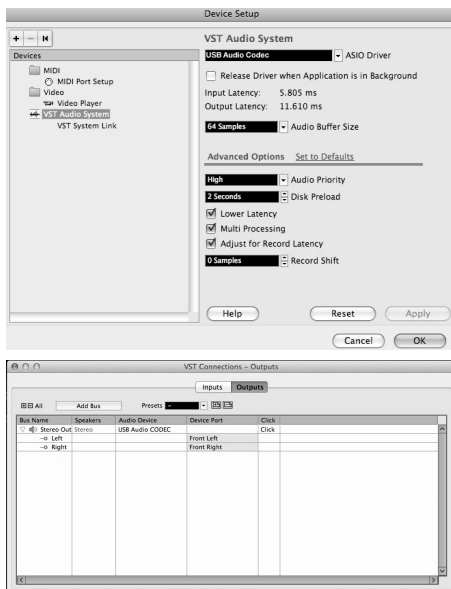 Device Setup
+ -
Devices
MIDI
MIDI Port Setup
Video
Video Player
VST Audio System
VST System Link
VST Audio System
USB Audio Codec ASIO Driver
Release Driver when Application is in Background
Input Latency: 5.805 ms
Output Latency: 11.610 ms
64 Samples Audio Buffer Size
Advanced Options Set to Defaults
High Audio Priority
2 Seconds Disk Preload
Lower Latency
Multi Processing
Adjust for Record Latency
0 Samples Record Shift
Help Reset Apply
Cancel OK
VST Connections – Outputs
Inputs Outputs
All Add Bus Presets -
Bus Name Speakers Audio Device Device Port Click
Stereo Out Stereo USB Audio CODEC Click
Left Front Left
Right Front Right